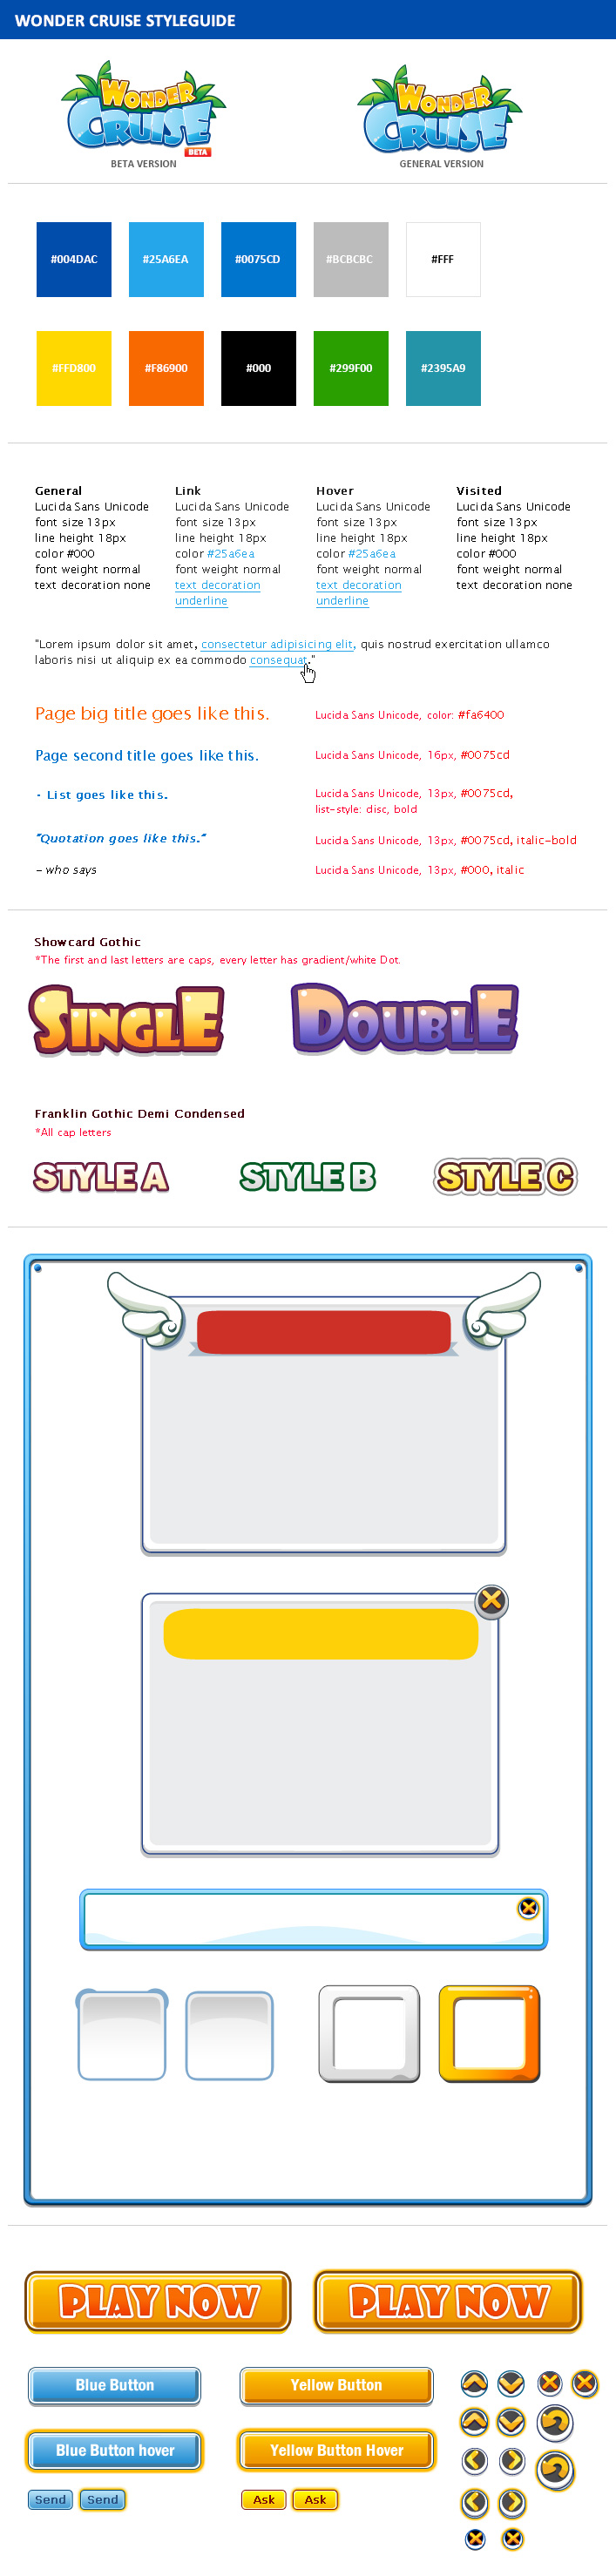 WONDER CRUISE STYLEGUIDE
WONDER
CRUISE
BETA
BETA VERSION
WONDER
CRUISE
GENERAL VERSION
#004DAC
#25A6EA
#0075CD
#BCBCBC
#FFF
#FFD800
#F86900
#000
#299F00
#2395A9
General
Lucida Sans Unicode
font size 13px
line height 18px
color #000
font weight normal
text decoration none
Link
Lucida Sans Unicode
font size 13px
line height 18px
color #25a6ea
font weight normal
text decoration
underline
Hover
Lucida Sans Unicode
font size 13px
line height 18px
color #25a6ea
font weight normal
text decoration
underline
Visited
Lucida Sans Unicode
font size 13px
line height 18px
color #000
font weight normal
text decoration none
"Lorem ipsum dolor sit amet, consectetur adipisicing elit, quis nostrud exercitation ullamco
laboris nisi ut aliquip ex ea commodo consequat."
Page big title goes like this.
Lucida Sans Unicode, color: #fa6400
Page second title goes like this.
Lucida Sans Unicode, 16px, #0075cd
· List goes like this.
Lucida Sans Unicode, 13px, #0075cd,
list-style: disc, bold
"Quotation goes like this."
Lucida Sans Unicode, 13px, #0075cd, italic-bold
– who says
Lucida Sans Unicode, 13px, #000, italic
Showcard Gothic
*The first and last letters are caps, every letter has gradient/white Dot.
SINGLE
DOUBLE
Franklin Gothic Demi Condensed
*All cap letters
STYLE A
STYLE B
STYLE C
PLAY NOW
PLAY NOW
Blue Button
Yellow Button
Blue Button hover
Yellow Button Hover
Send
Send
Ask
Ask